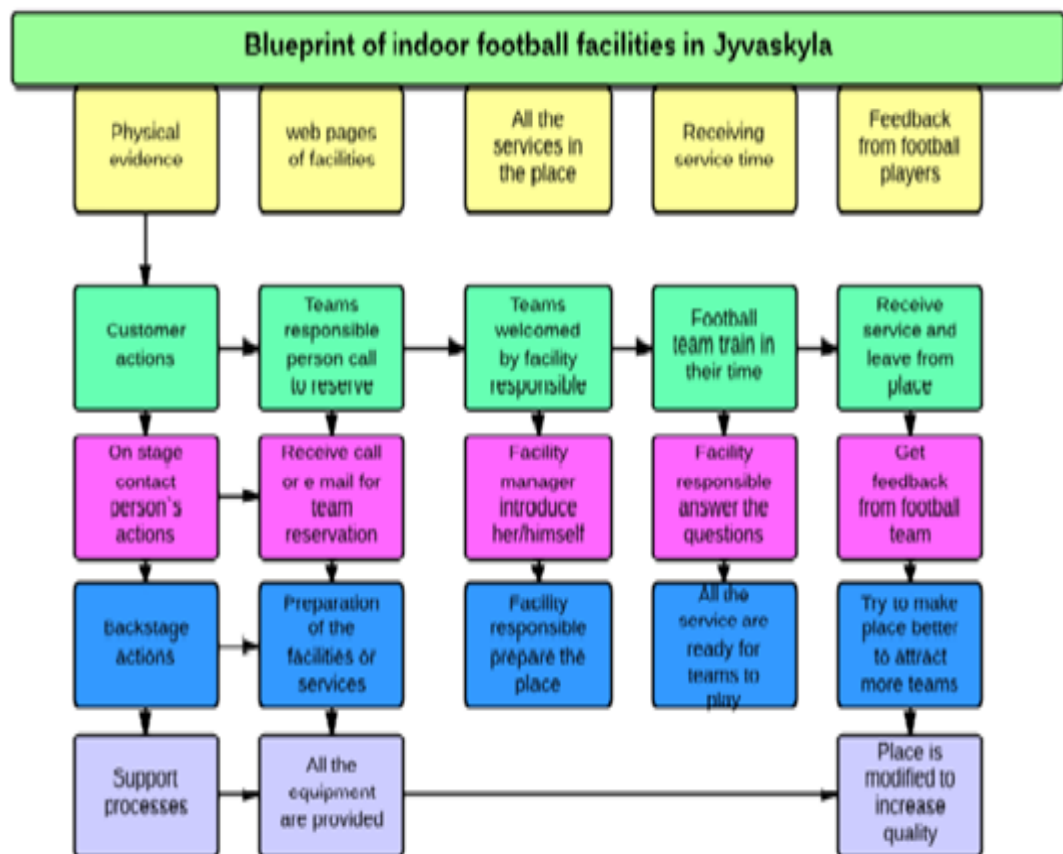 Blueprint of indoor football facilities in Jyvaskyla
Physical
evidence
web pages
of facilities
All the
services in
the place
Receiving
service time
Feedback
from football
players
Customer
actions
Teams
responsible
person call
to reserve
Teams
welcomed
by facility
responsible
Football
team train in
their time
Receive
service and
leave from
place
On stage
contact
person`s
actions
Receive call
or e mail for
team
reservation
Facility
manager
introduce
her/himself
Facility
responsible
answer the
questions
Get
feedback
from football
team
Backstage
actions
Preparation
of the
facilities or
services
Facility
responsible
prepare the
place
All the
service are
ready for
teams to
play
Try to make
place better
to attract
more teams
Support
processes
All the
equipment
are provided
Place is
modified to
increase
quality